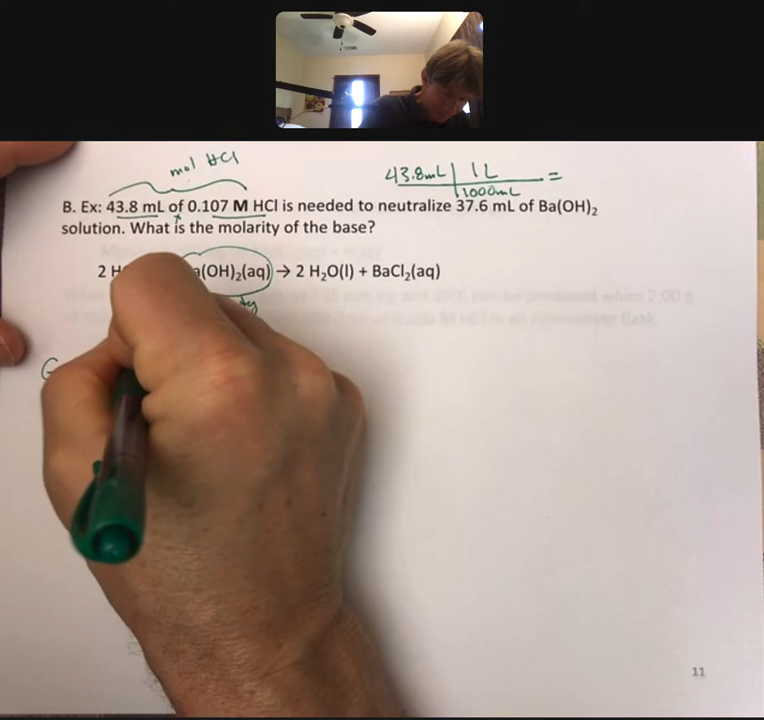 mol HCl
43.8mL | 1L =
1000mL
B. Ex: 43.8 mL of 0.107 M HCl is needed to neutralize 37.6 mL of Ba(OH)₂
solution. What is the molarity of the base?
2 H a(OH)₂(aq) → 2 H₂O(l) + BaCl₂(aq)
G
11